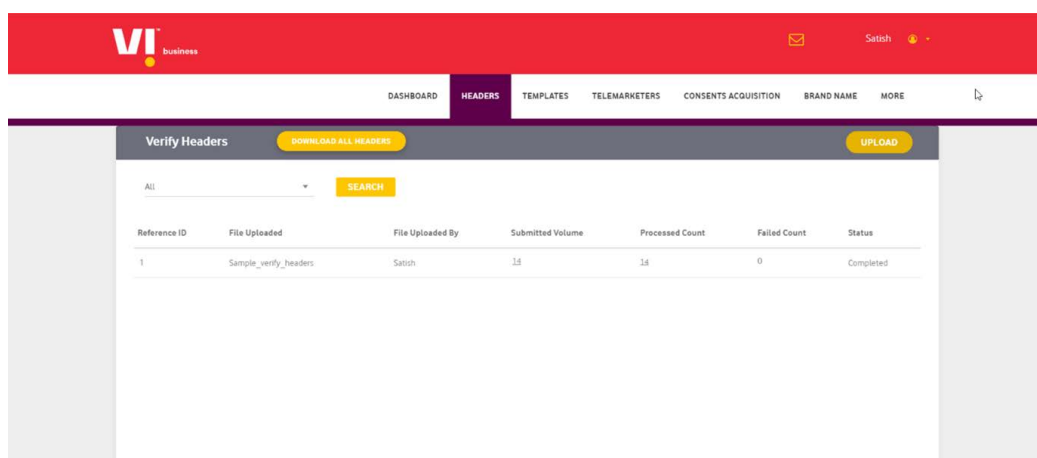 VI™ business
Satish
DASHBOARD HEADERS TEMPLATES TELEMARKETERS CONSENTS ACQUISITION BRAND NAME MORE
Verify Headers DOWNLOAD ALL HEADERS UPLOAD
All SEARCH
Reference ID File Uploaded File Uploaded By Submitted Volume Processed Count Failed Count Status
1 Sample_verify_headers Satish 14 14 0 Completed